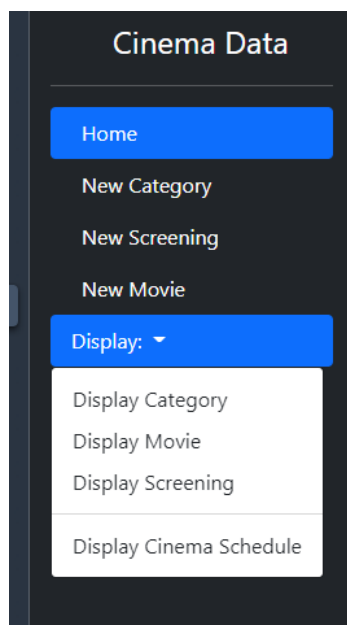 Cinema Data
Home
New Category
New Screening
New Movie
Display:
Display Category
Display Movie
Display Screening
Display Cinema Schedule